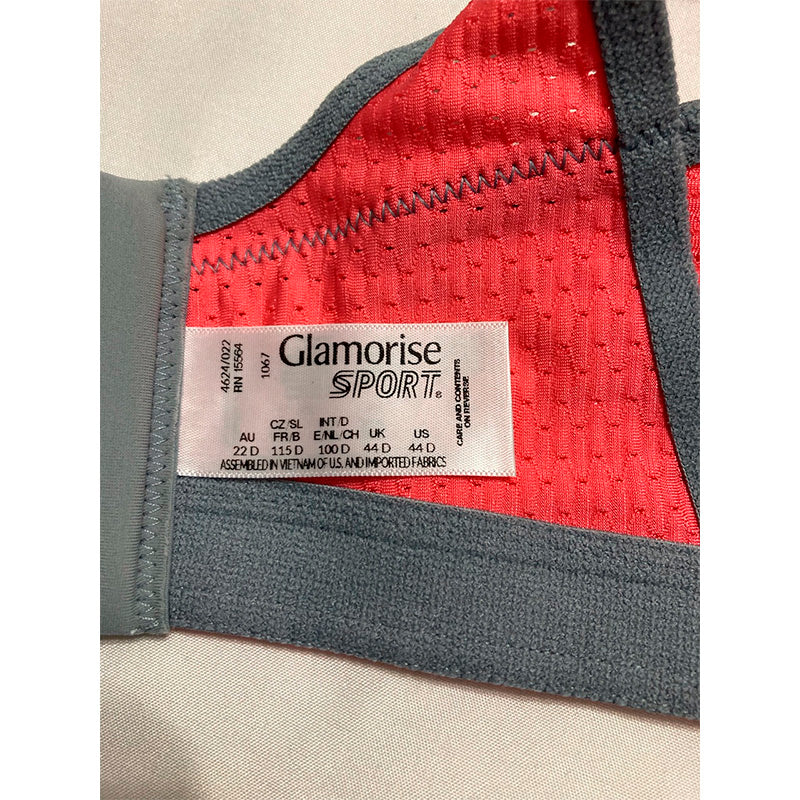 4624/022
RN 15564
1067
Glamorise
SPORT®
AU
22 D
CZ/SL
FR/B
115 D
INT/D
E/NL/CH
100 D
UK
44 D
US
44 D
ASSEMBLED IN VIETNAM OF U.S. AND IMPORTED FABRICS
CARE AND CONTENTS
ON REVERSE